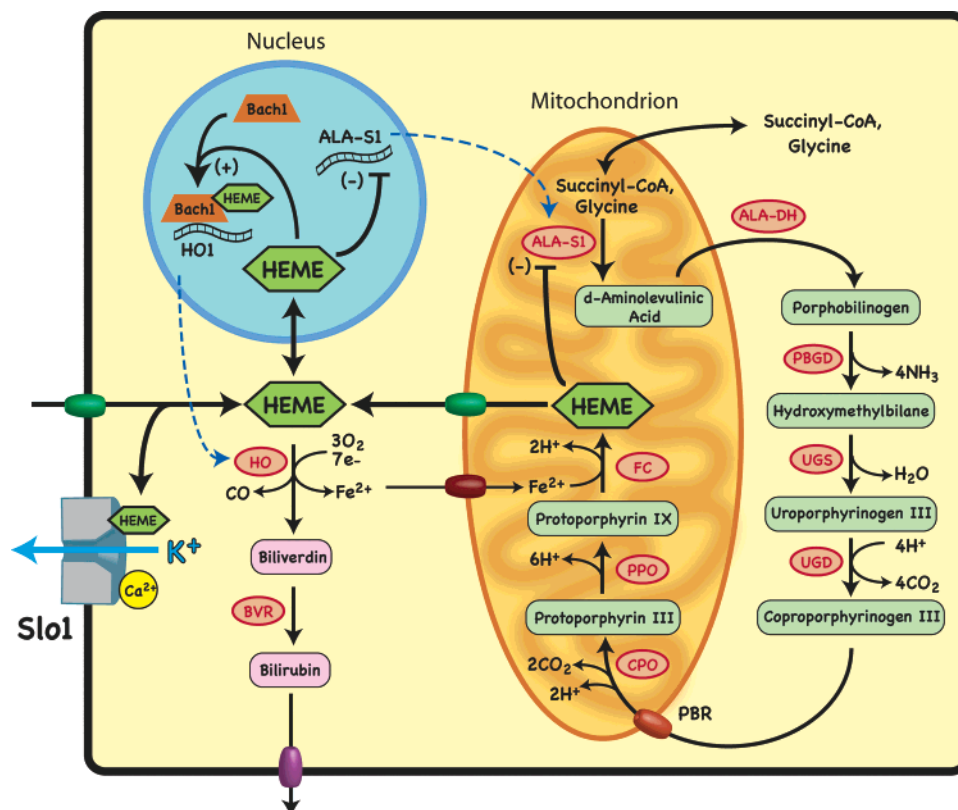 Nucleus
Bach1
ALA-S1
(+)
(-)
Bach1
HEME
HO1
HEME
Mitochondrion
Succinyl-CoA,
Glycine
Succinyl-CoA,
Glycine
ALA-S1
(-)
ALA-DH
d-Aminolevulinic
Acid
Porphobilinogen
PBGD
4NH₃
HEME
HEME
Hydroxymethylbilane
3O₂
7e-
HO
CO
Fe²⁺
2H⁺
Fe²⁺
FC
UGS
H₂O
HEME
K⁺
Ca²⁺
Slo1
Protoporphyrin IX
Uroporphyrinogen III
Biliverdin
6H⁺
PPO
UGD
4H⁺
4CO₂
BVR
Protoporphyrin III
Coproporphyrinogen III
Bilirubin
2CO₂
2H⁺
CPO
PBR